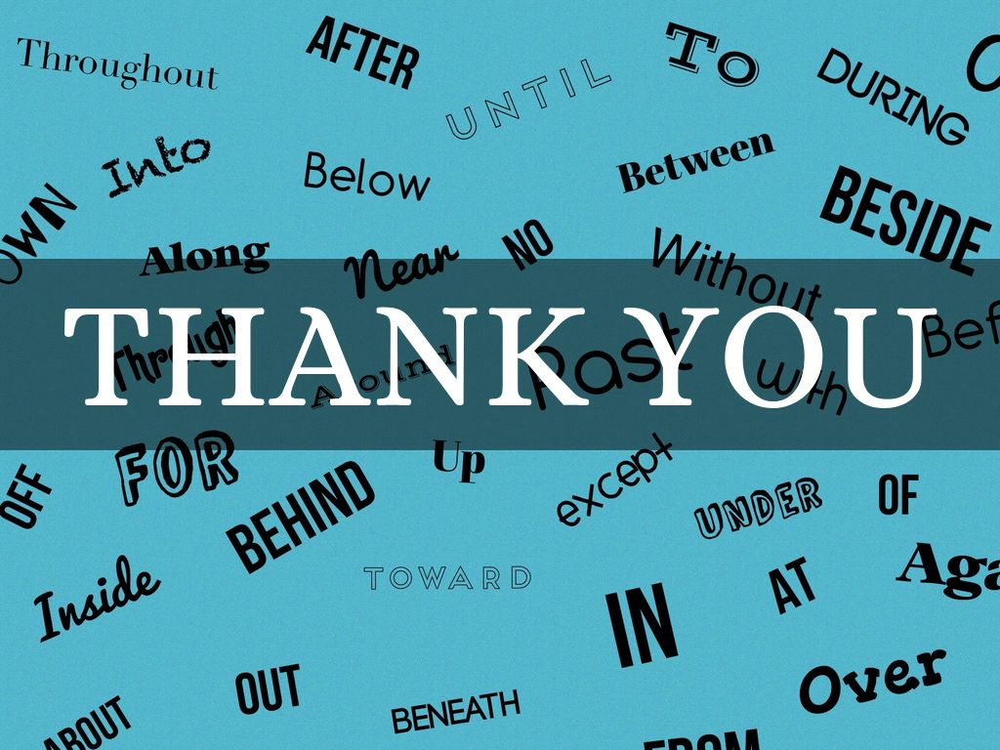 Throughout
AFTER
UNTIL
To
DURING
O
Into
Below
Between
BESIDE
OWN
Along
Near
NO
Without
THANK YOU
Through
Around
Past
with
Bef
FOR
Up
except
OFF
BEHIND
UNDER
OF
Inside
TOWARD
IN
AT
Aga
OUT
Over
ABOUT
BENEATH
FROM